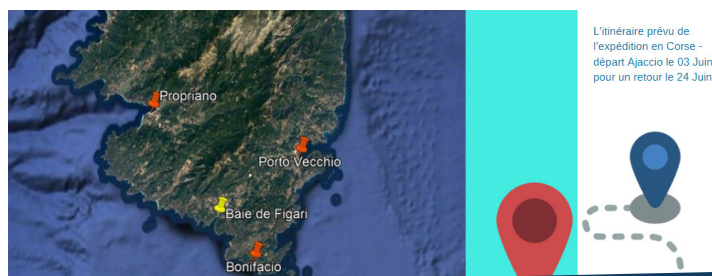 L'itinéraire prévu de
l'expédition en Corse -
départ Ajaccio le 03 Juin
pour un retour le 24 Juin
Propriano
Porto Vecchio
Baie de Figari
Bonifacio